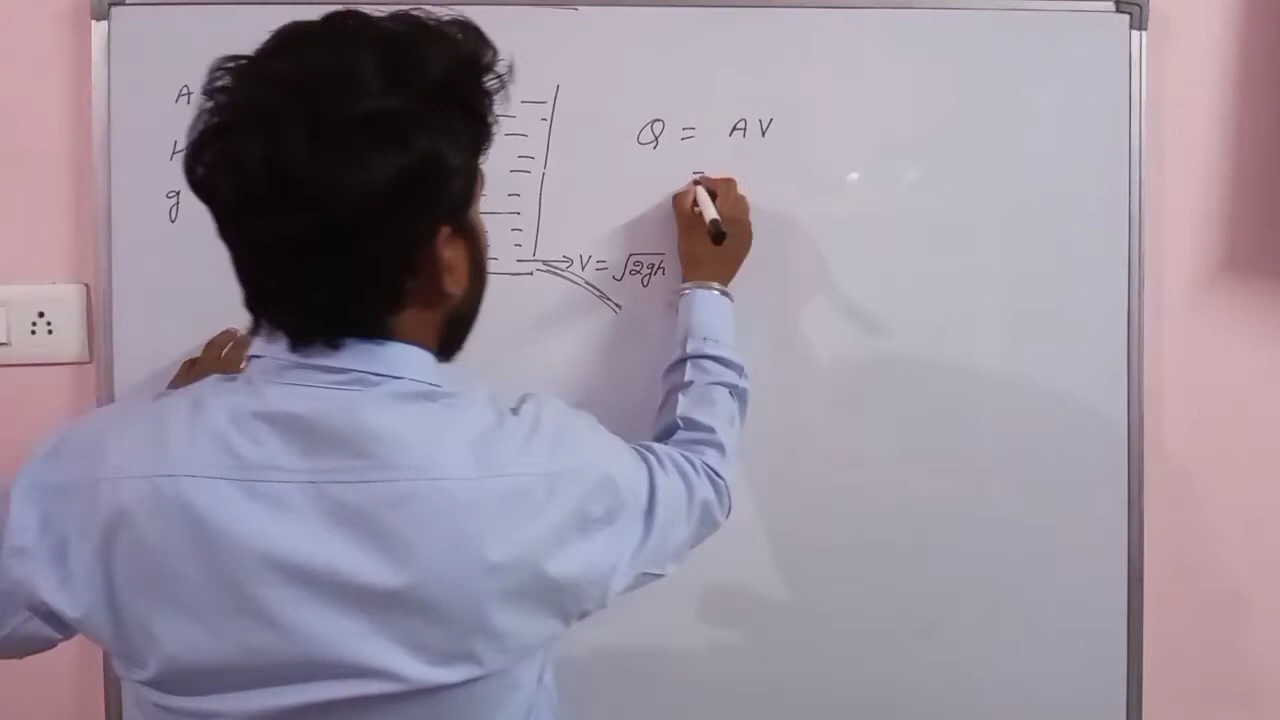 A
H
g
Q = AV
=
V = √2gh